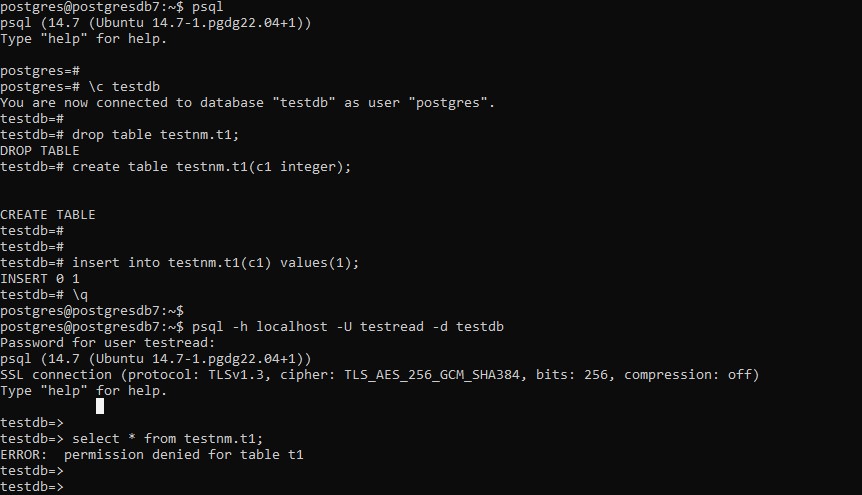 postgres@postgresdb7:~$ psql
psql (14.7 (Ubuntu 14.7-1.pgdg22.04+1))
Type "help" for help.
postgres=#
postgres=# \c testdb
You are now connected to database "testdb" as user "postgres".
testdb=#
testdb=# drop table testnm.t1;
DROP TABLE
testdb=# create table testnm.t1(c1 integer);
CREATE TABLE
testdb=#
testdb=#
testdb=# insert into testnm.t1(c1) values(1);
INSERT 0 1
testdb=# \q
postgres@postgresdb7:~$
postgres@postgresdb7:~$ psql -h localhost -U testread -d testdb
Password for user testread:
psql (14.7 (Ubuntu 14.7-1.pgdg22.04+1))
SSL connection (protocol: TLSv1.3, cipher: TLS_AES_256_GCM_SHA384, bits: 256, compression: off)
Type "help" for help.
testdb=>
testdb=> select * from testnm.t1;
ERROR:  permission denied for table t1
testdb=>
testdb=>